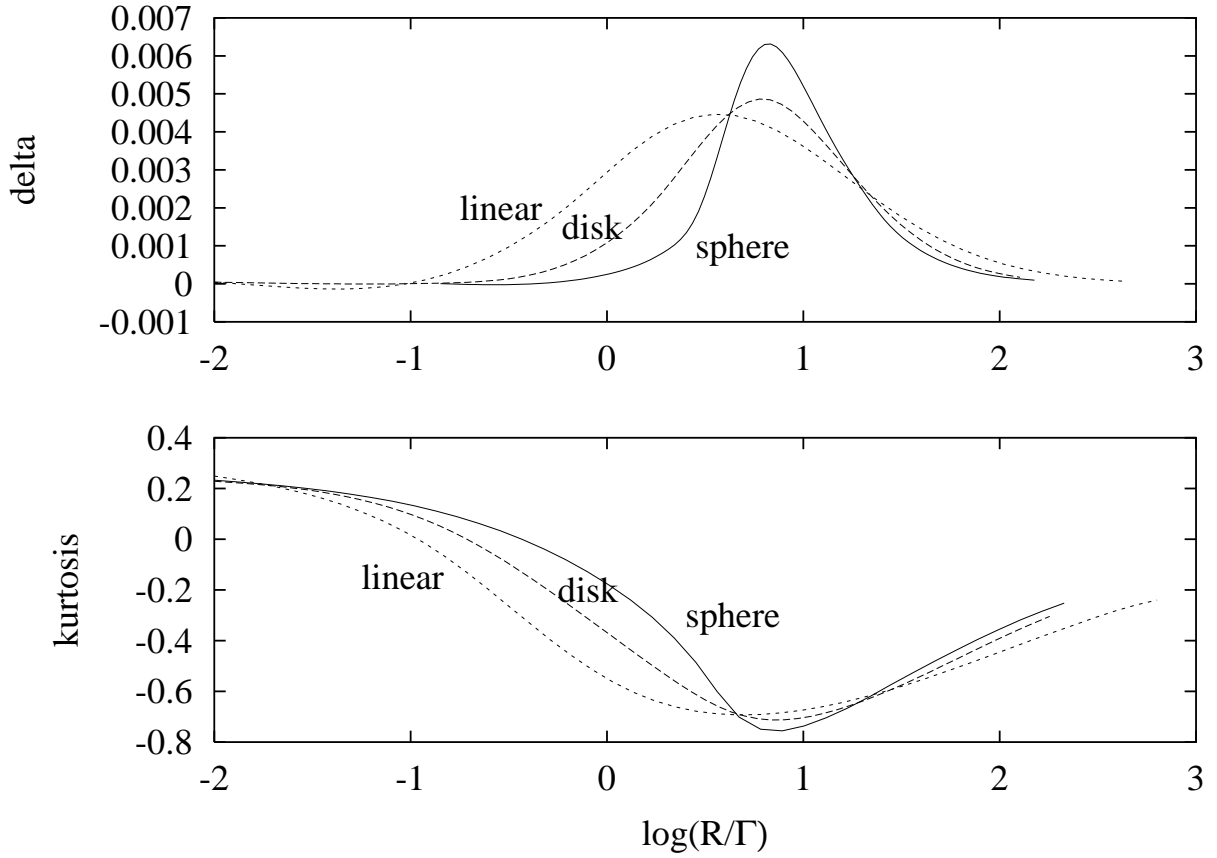 0.007
0.006
0.005
0.004
0.003
0.002
0.001
0
-0.001
delta
linear
disk
sphere
-2 -1 0 1 2 3
0.4
0.2
0
-0.2
-0.4
-0.6
-0.8
kurtosis
linear
disk
sphere
-2 -1 0 1 2 3
log(R/Γ)